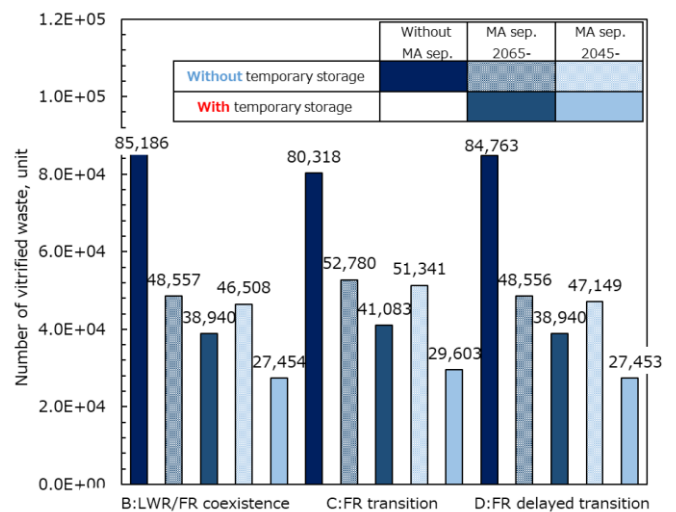 1.2E+05
1.0E+05
8.0E+04
6.0E+04
4.0E+04
2.0E+04
0.0E+00
Number of vitrified waste, unit
Without MA sep.
MA sep. 2065-
MA sep. 2045-
Without temporary storage
With temporary storage
85,186
48,557
38,940
46,508
27,454
80,318
52,780
41,083
51,341
29,603
84,763
48,556
38,940
47,149
27,453
B:LWR/FR coexistence
C:FR transition
D:FR delayed transition